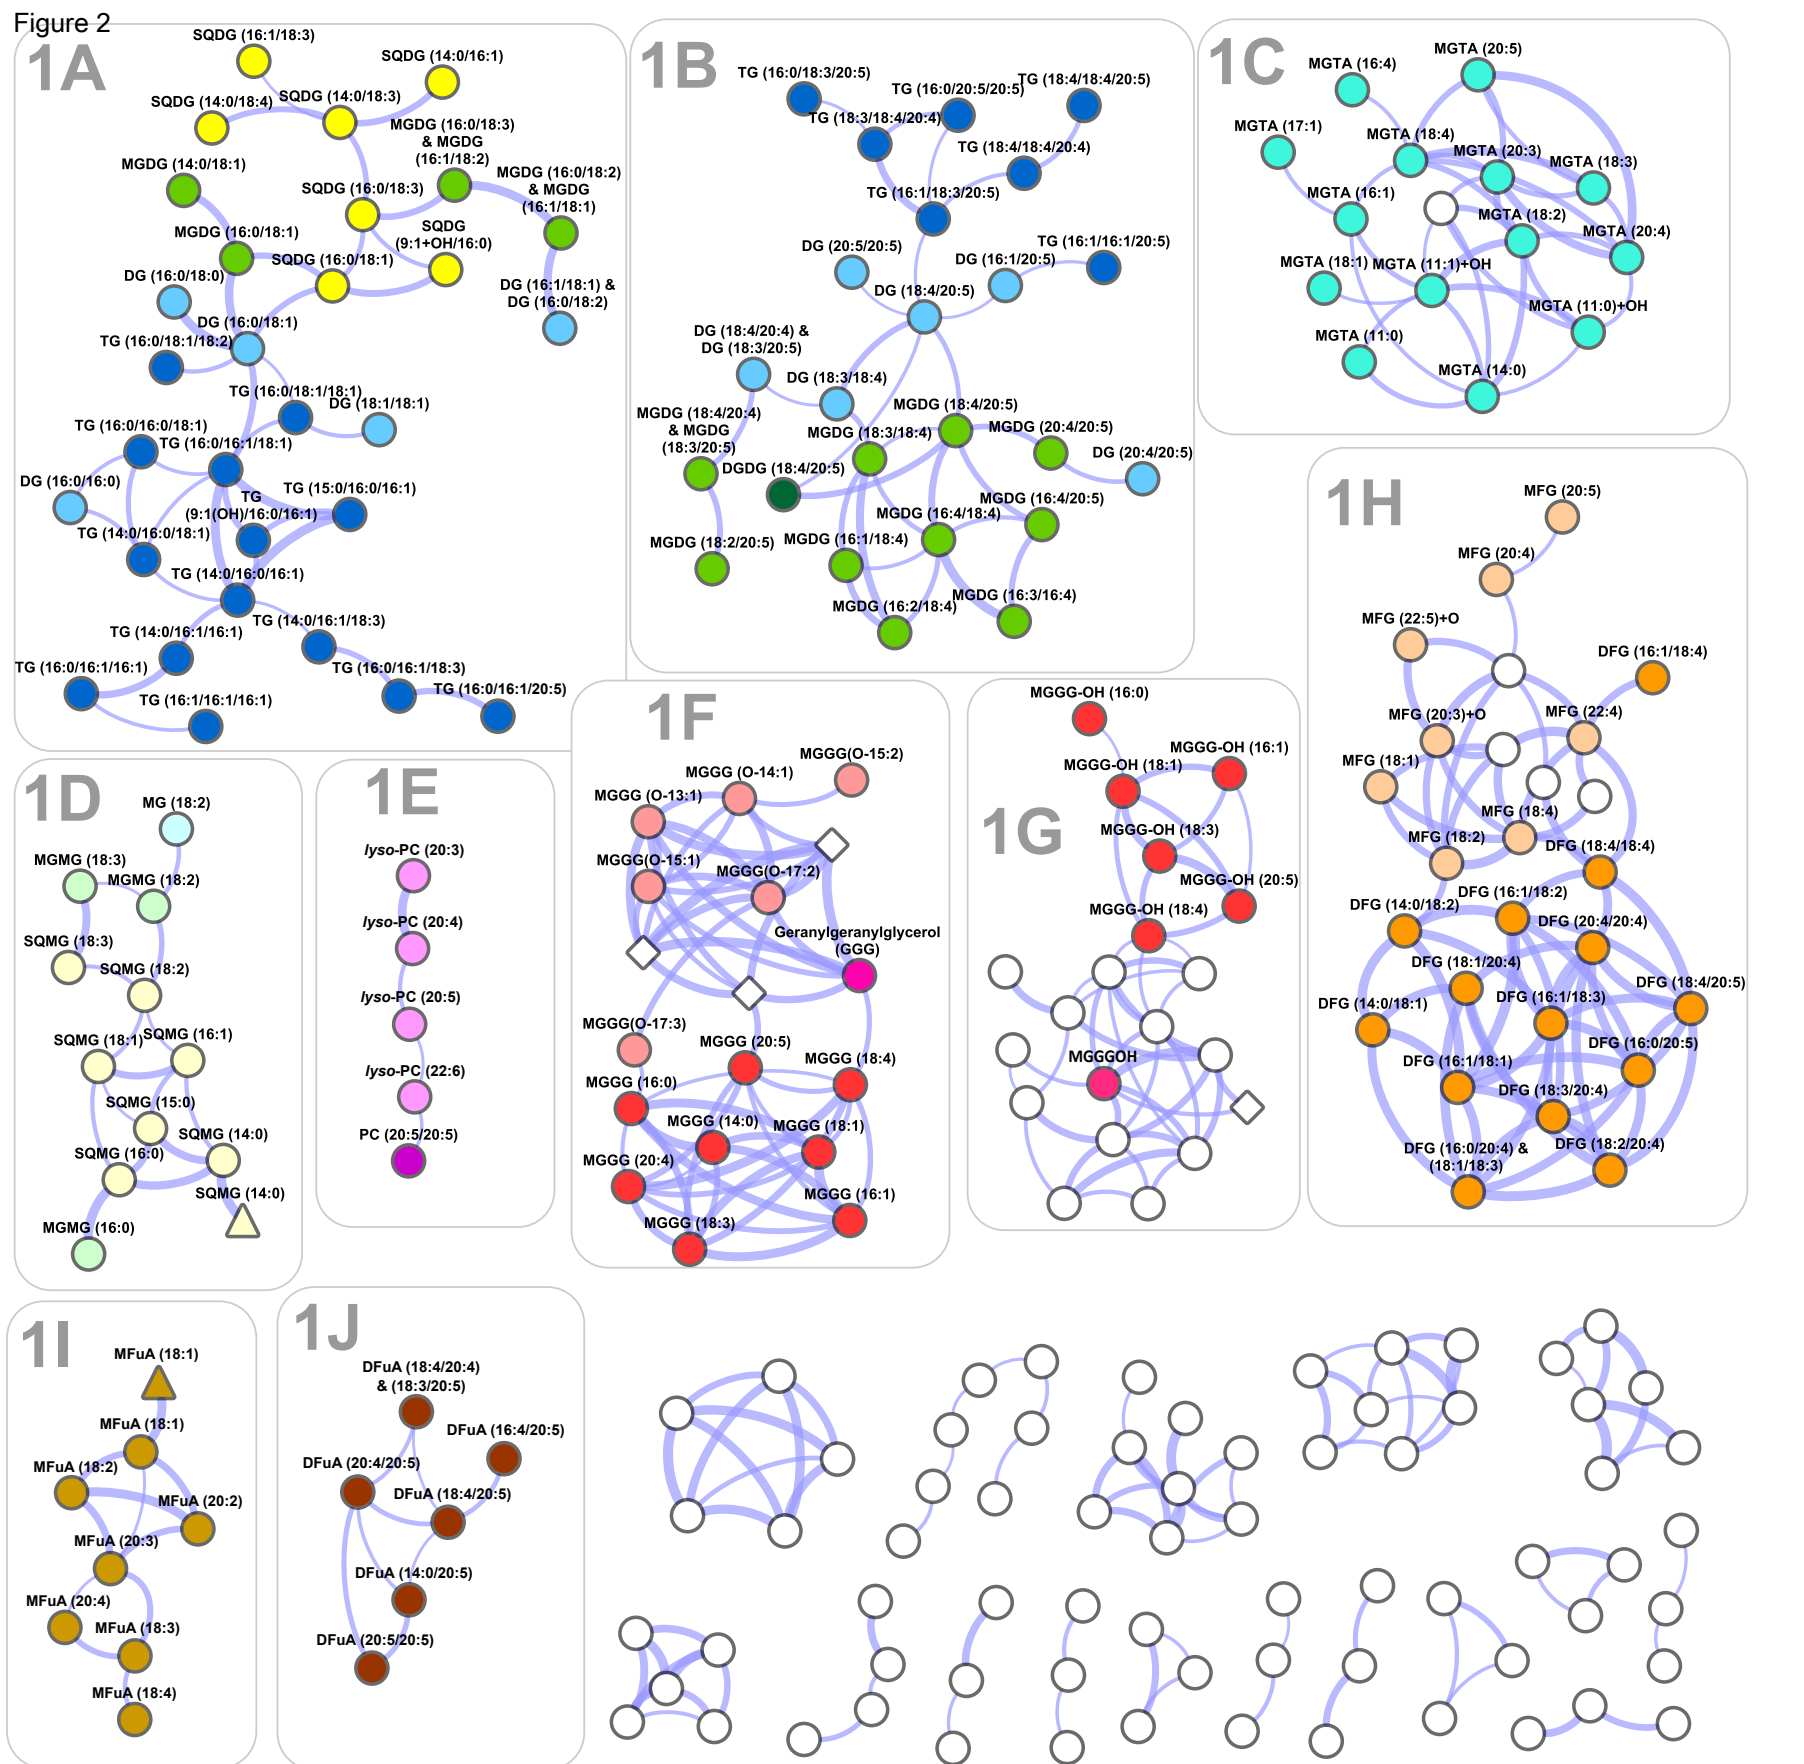 Figure 2
1A
SQDG (16:1/18:3)
SQDG (14:0/16:1)
SQDG (14:0/18:4)
SQDG (14:0/18:3)
MGDG (16:0/18:3)
& MGDG
(16:1/18:2)
MGDG (14:0/18:1)
MGDG (16:0/18:2)
& MGDG
(16:1/18:1)
SQDG (16:0/18:3)
SQDG
(9:1+OH/16:0)
MGDG (16:0/18:1)
SQDG (16:0/18:1)
DG (16:0/18:0)
DG (16:1/18:1) &
DG (16:0/18:2)
DG (16:0/18:1)
TG (16:0/18:1/18:2)
TG (16:0/18:1/18:1)
DG (18:1/18:1)
TG (16:0/16:0/18:1)
TG (16:0/16:1/18:1)
DG (16:0/16:0)
TG (15:0/16:0/16:1)
TG
(9:1(OH)/16:0/16:1)
TG (14:0/16:0/18:1)
TG (14:0/16:0/16:1)
TG (14:0/16:1/18:3)
TG (14:0/16:1/16:1)
TG (16:0/16:1/16:1)
TG (16:0/16:1/18:3)
TG (16:1/16:1/16:1)
TG (16:0/16:1/20:5)
1B
TG (16:0/18:3/20:5)
TG (16:0/20:5/20:5)
TG (18:4/18:4/20:5)
TG (18:3/18:4/20:4)
TG (18:4/18:4/20:4)
TG (16:1/18:3/20:5)
DG (20:5/20:5)
DG (16:1/20:5)
TG (16:1/16:1/20:5)
DG (18:4/20:5)
DG (18:4/20:4) &
DG (18:3/20:5)
DG (18:3/18:4)
MGDG (18:4/20:4)
& MGDG
(18:3/20:5)
MGDG (18:4/20:5)
MGDG (18:3/18:4)
MGDG (20:4/20:5)
DG (20:4/20:5)
DGDG (18:4/20:5)
MGDG (16:4/20:5)
MGDG (16:4/18:4)
MGDG (18:2/20:5)
MGDG (16:1/18:4)
MGDG (16:2/18:4)
MGDG (16:3/16:4)
1C
MGTA (20:5)
MGTA (16:4)
MGTA (17:1)
MGTA (18:4)
MGTA (20:3)
MGTA (18:3)
MGTA (16:1)
MGTA (18:2)
MGTA (20:4)
MGTA (18:1)
MGTA (11:1)+OH
MGTA (11:0)+OH
MGTA (11:0)
MGTA (14:0)
1D
MG (18:2)
MGMG (18:3)
MGMG (18:2)
SQMG (18:3)
SQMG (18:2)
SQMG (18:1)
SQMG (16:1)
SQMG (15:0)
SQMG (14:0)
SQMG (16:0)
SQMG (14:0)
MGMG (16:0)
1E
lyso-PC (20:3)
lyso-PC (20:4)
lyso-PC (20:5)
lyso-PC (22:6)
PC (20:5/20:5)
1F
MGGG(O-15:2)
MGGG (O-14:1)
MGGG (O-13:1)
MGGG(O-15:1)
MGGG(O-17:2)
Geranylgeranylglycerol
(GGG)
MGGG(O-17:3)
MGGG (20:5)
MGGG (18:4)
MGGG (16:0)
MGGG (14:0)
MGGG (18:1)
MGGG (20:4)
MGGG (16:1)
MGGG (18:3)
1G
MGGG-OH (16:0)
MGGG-OH (16:1)
MGGG-OH (18:1)
MGGG-OH (18:3)
MGGG-OH (20:5)
MGGG-OH (18:4)
MGGGOH
1H
MFG (20:5)
MFG (20:4)
MFG (22:5)+O
DFG (16:1/18:4)
MFG (20:3)+O
MFG (22:4)
MFG (18:1)
MFG (18:4)
MFG (18:2)
DFG (18:4/18:4)
DFG (14:0/18:2)
DFG (16:1/18:2)
DFG (20:4/20:4)
DFG (18:1/20:4)
DFG (18:4/20:5)
DFG (14:0/18:1)
DFG (16:1/18:3)
DFG (16:0/20:5)
DFG (16:1/18:1)
DFG (18:3/20:4)
DFG (16:0/20:4) &
(18:1/18:3)
DFG (18:2/20:4)
1I
MFuA (18:1)
MFuA (18:1)
MFuA (18:2)
MFuA (20:2)
MFuA (20:3)
MFuA (20:4)
MFuA (18:3)
MFuA (18:4)
1J
DFuA (18:4/20:4)
& (18:3/20:5)
DFuA (16:4/20:5)
DFuA (20:4/20:5)
DFuA (18:4/20:5)
DFuA (14:0/20:5)
DFuA (20:5/20:5)